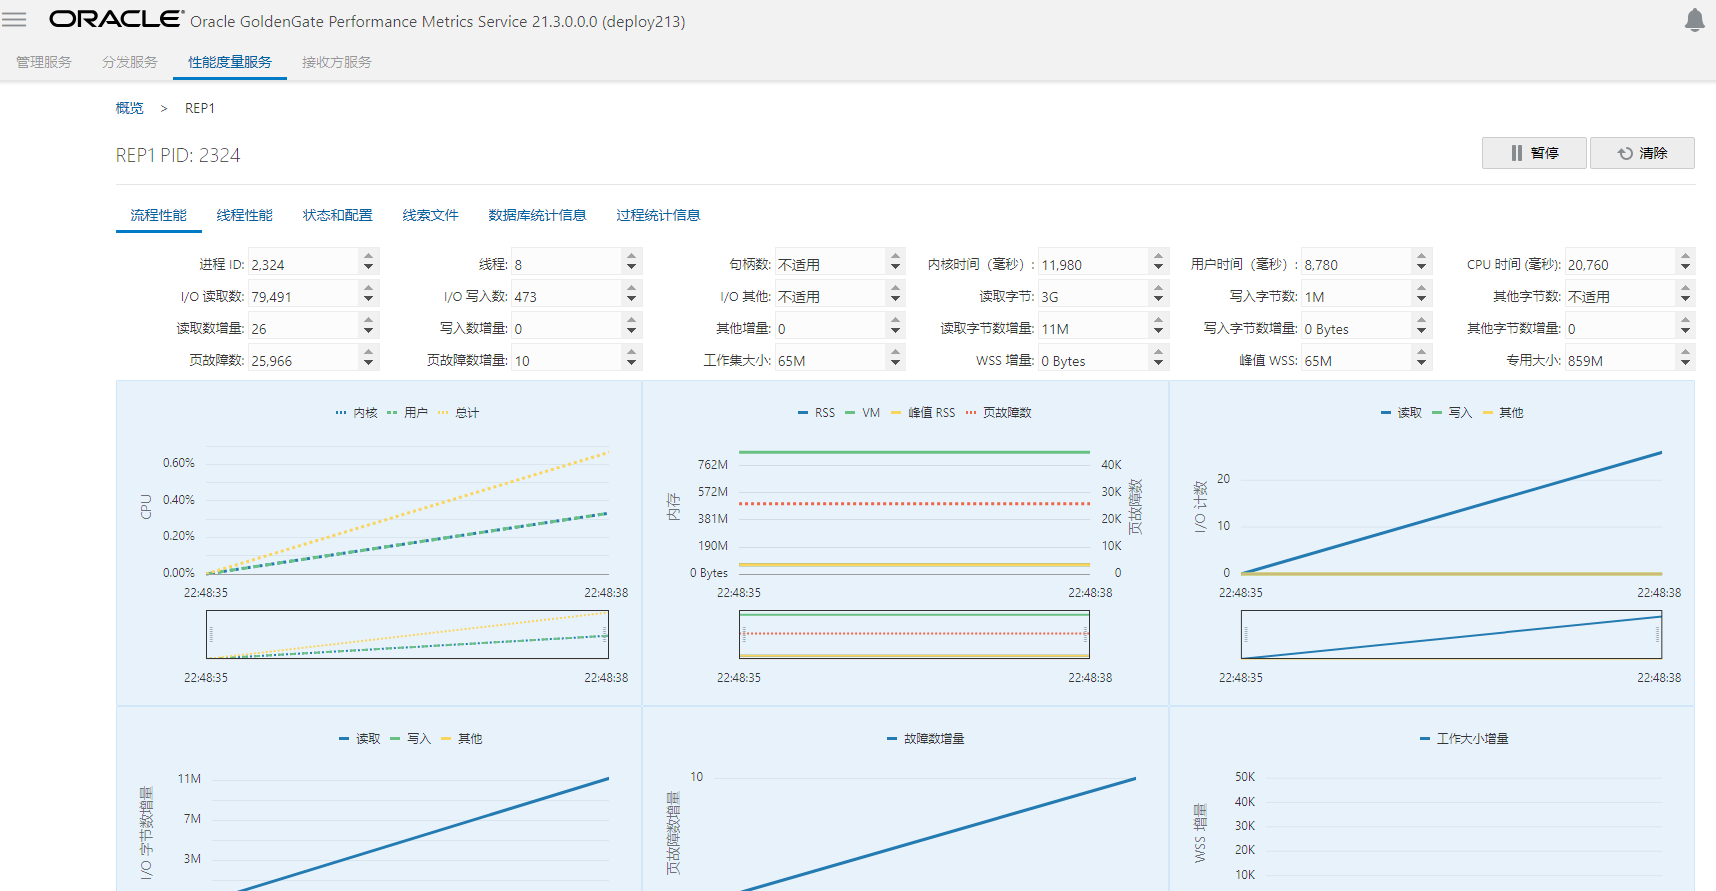 ORACLE® Oracle GoldenGate Performance Metrics Service 21.3.0.0.0 (deploy213)
管理服务 分发服务 性能度量服务 接收方服务
概览 > REP1
REP1 PID: 2324
暂停 清除
流程性能 线程性能 状态和配置 线索文件 数据库统计信息 过程统计信息
进程 ID: 2,324 线程: 8 句柄数: 不适用 内核时间（毫秒）: 11,980 用户时间（毫秒）: 8,780 CPU 时间 (毫秒): 20,760
I/O 读取数: 79,491 I/O 写入数: 473 I/O 其他: 不适用 读取字节: 3G 写入字节数: 1M 其他字节数: 不适用
读取数增量: 26 写入数增量: 0 其他增量: 0 读取字节数增量: 11M 写入字节数增量: 0 Bytes 其他字节数增量: 0
页故障数: 25,966 页故障数增量: 10 工作集大小: 65M WSS 增量: 0 Bytes 峰值 WSS: 65M 专用大小: 859M
内核 用户 总计
CPU
0.60%
0.40%
0.20%
0.00%
22:48:35 22:48:38
22:48:35 22:48:38
RSS VM 峰值 RSS 页故障数
内存
762M
572M
381M
190M
0 Bytes
40K
30K
20K
10K
0
页故障数
22:48:35 22:48:38
22:48:35 22:48:38
读取 写入 其他
I/O 计数
20
10
0
22:48:35 22:48:38
22:48:35 22:48:38
读取 写入 其他
I/O 字节数增量
11M
7M
3M
故障数增量
页故障数增量
10
工作大小增量
WSS 增量
50K
40K
30K
20K
10K